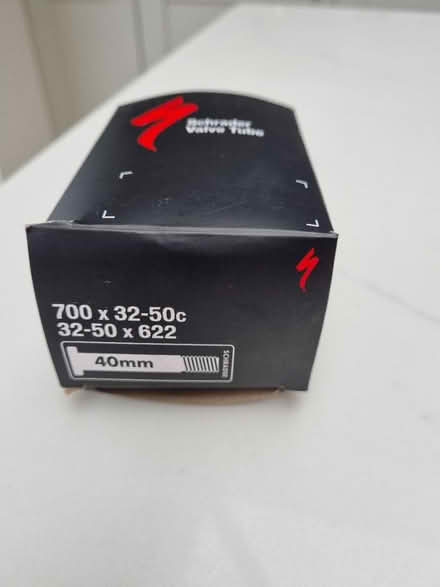 Schrader
Valve Tube
700 x 32-50c
32-50 x 622
40mm
SCHRADER